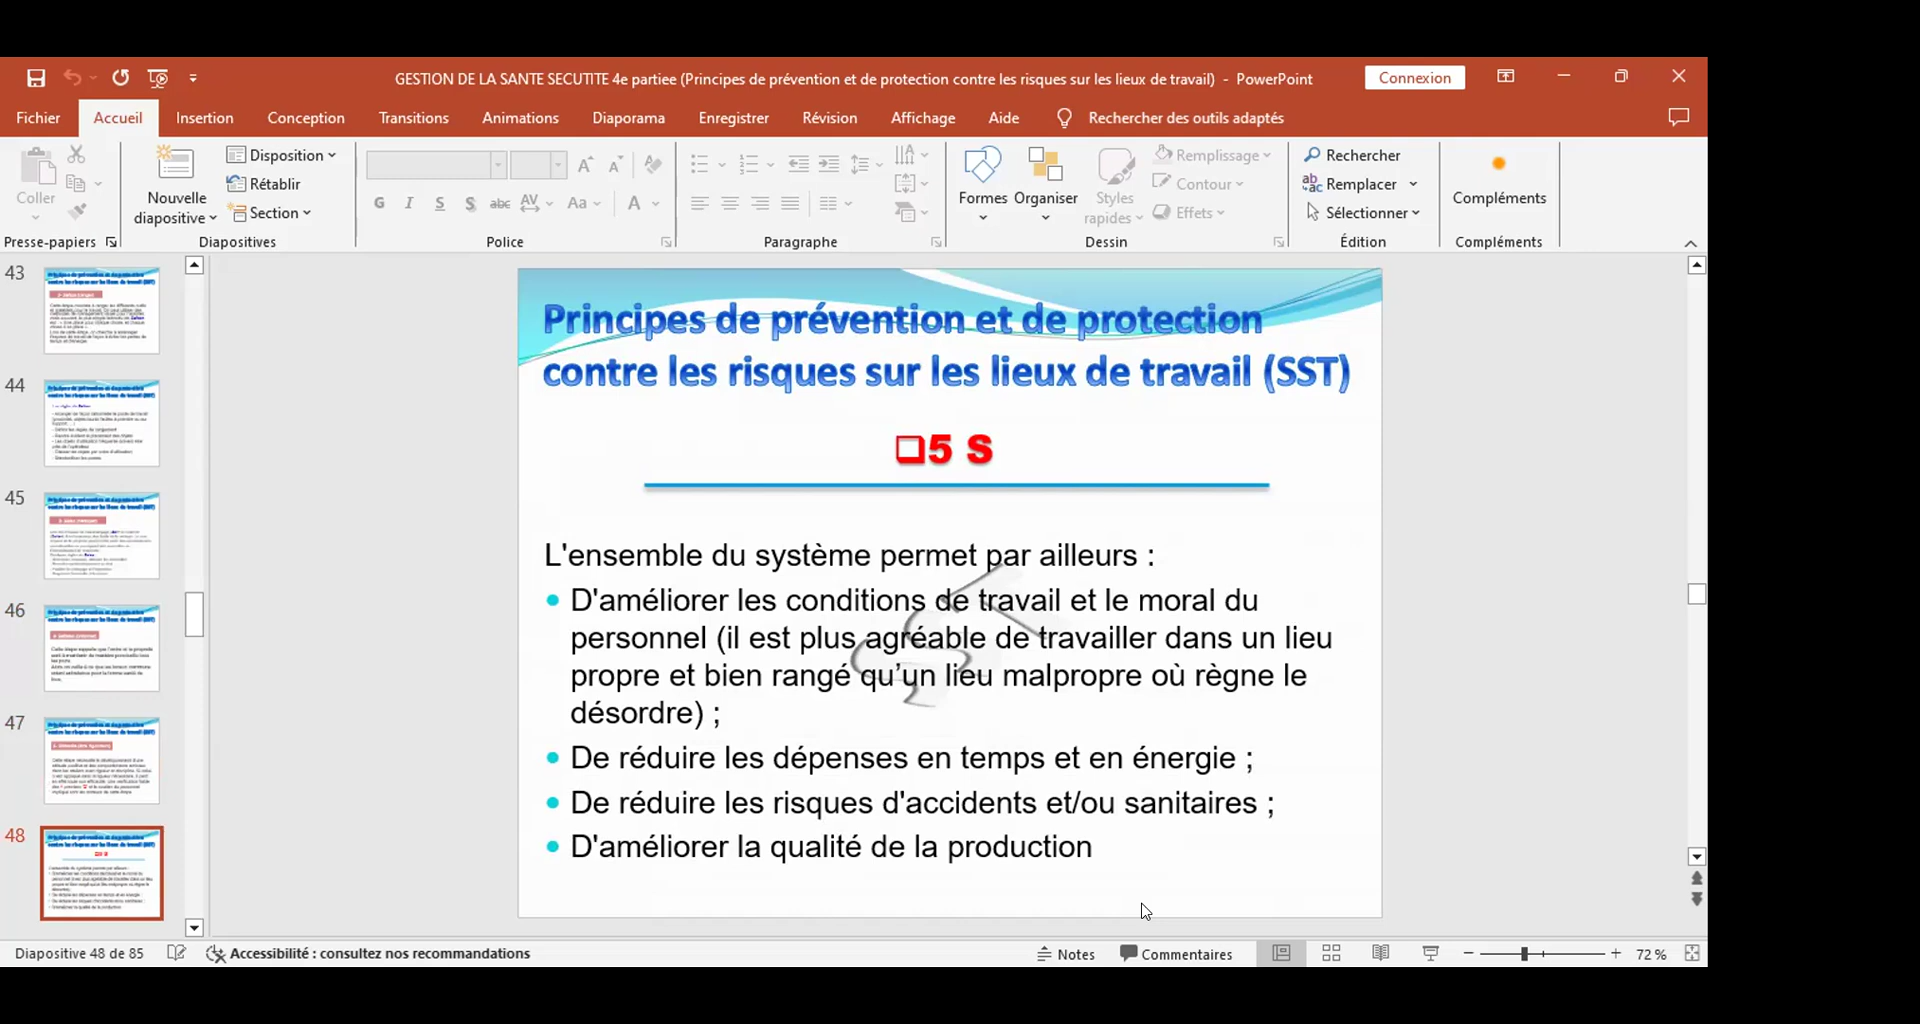 GESTION DE LA SANTE SECUTITE 4e partiee (Principes de prévention et de protection contre les risques sur les lieux de travail) - PowerPoint
Connexion
Fichier Accueil Insertion Conception Transitions Animations Diaporama Enregistrer Révision Affichage Aide Rechercher des outils adaptés
Coller
Presse-papiers
Nouvelle
diapositive
Disposition
Rétablir
Section
Diapositives
G I S S abc AV Aa A
Police
Paragraphe
Formes
Organiser
Styles
rapides
Remplissage
Contour
Effets
Dessin
Rechercher
Remplacer
Sélectionner
Édition
Compléments
Compléments
43
44
45
46
47
48
Principes de prévention et de protection
contre les risques sur les lieux de travail (SST)
5 S
L'ensemble du système permet par ailleurs :
• D'améliorer les conditions de travail et le moral du
personnel (il est plus agréable de travailler dans un lieu
propre et bien rangé qu'un lieu malpropre où règne le
désordre) ;
• De réduire les dépenses en temps et en énergie ;
• De réduire les risques d'accidents et/ou sanitaires ;
• D'améliorer la qualité de la production
Diapositive 48 de 85
Accessibilité : consultez nos recommandations
Notes
Commentaires
72 %